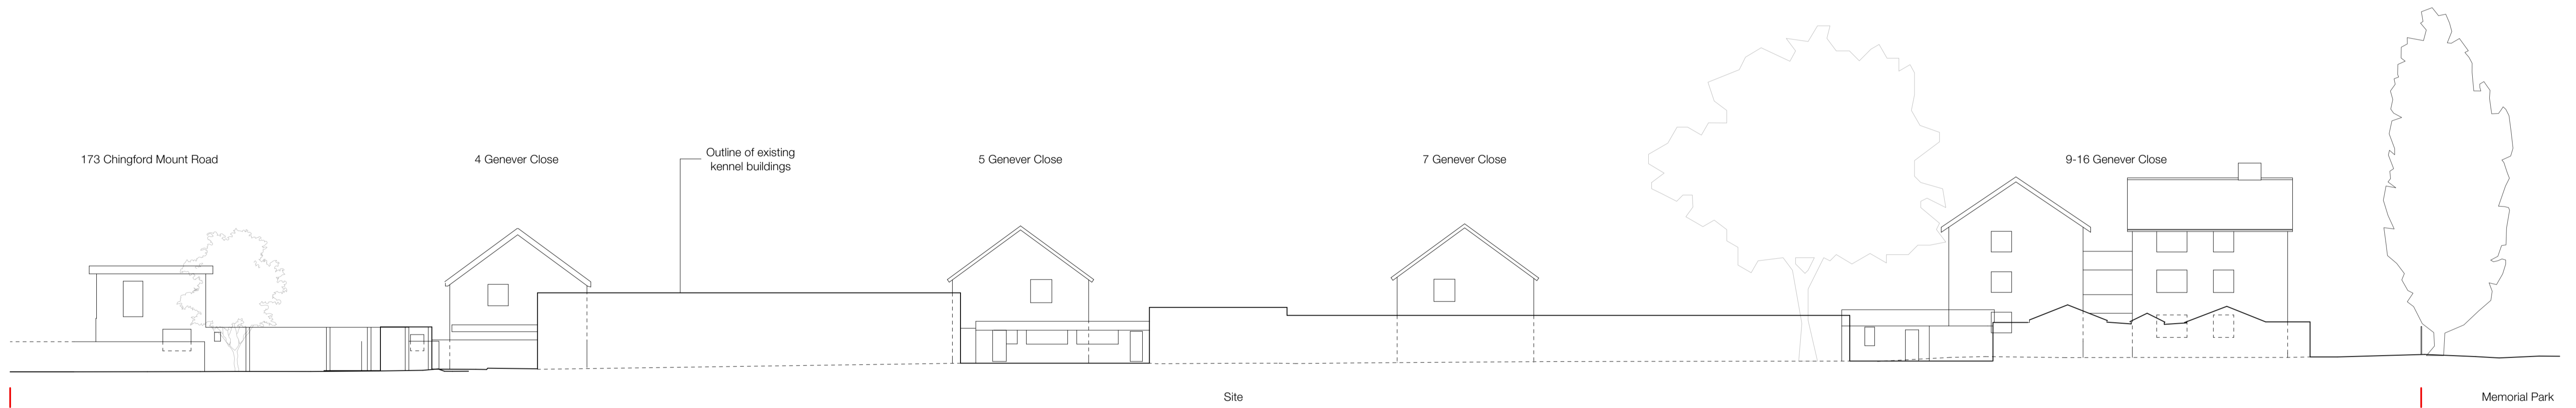 173 Chingford Mount Road
4 Genever Close
Outline of existing
kennel buildings
5 Genever Close
7 Genever Close
9-16 Genever Close
Site
Memorial Park